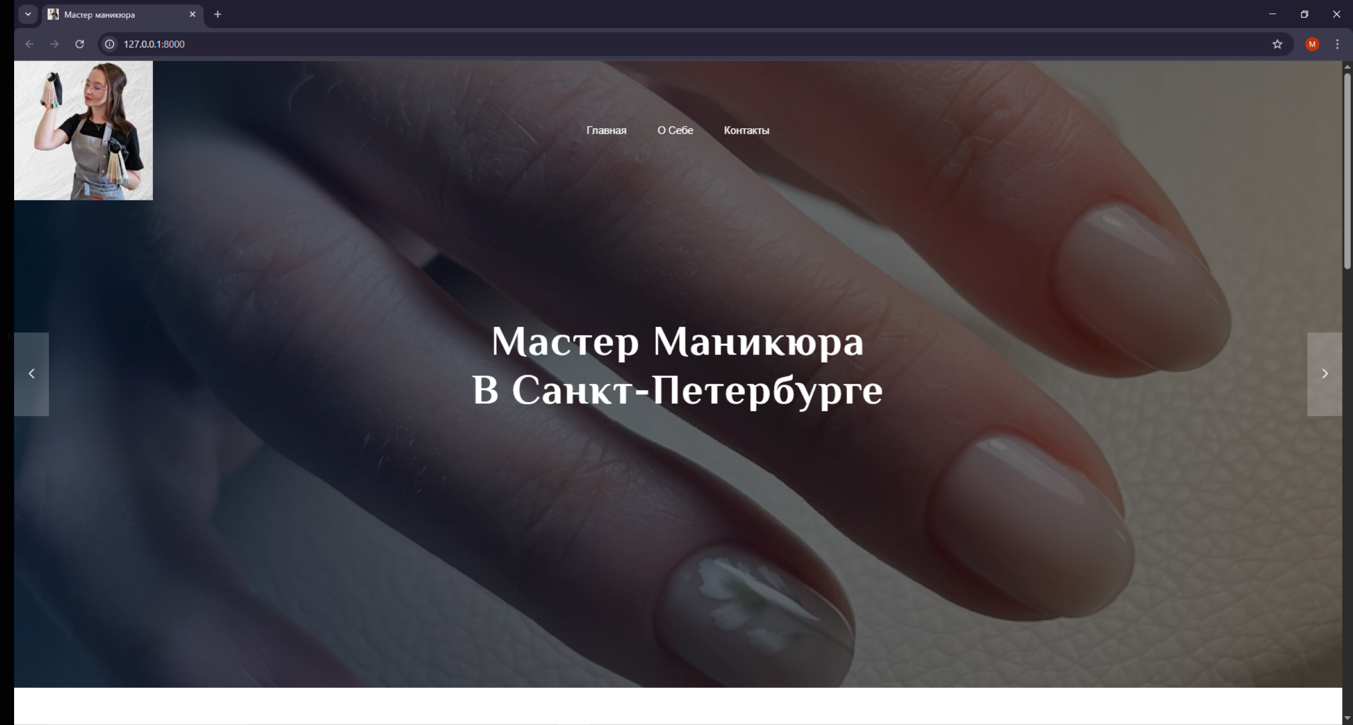 Мастер маникюра
127.0.0.1:8000
M
Главная О Себе Контакты
Мастер Маникюра
В Санкт-Петербурге